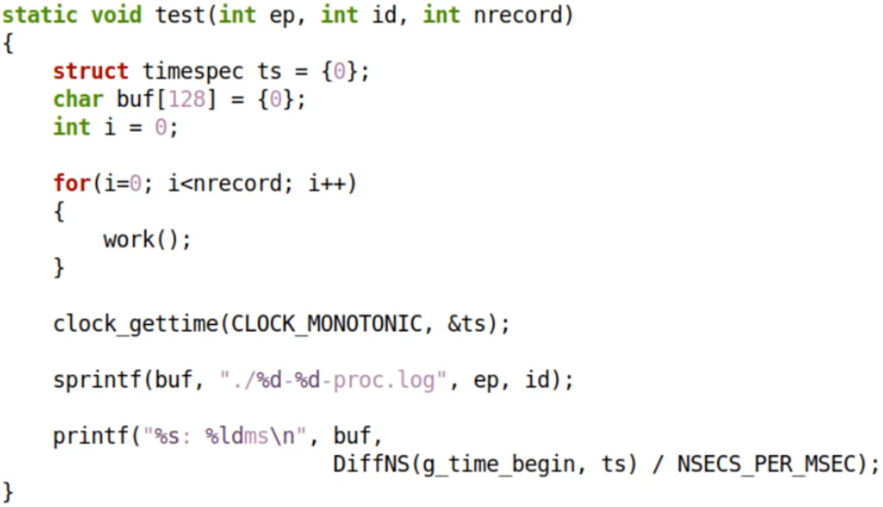 static void test(int ep, int id, int nrecord)
{
    struct timespec ts = {0};
    char buf[128] = {0};
    int i = 0;

    for(i=0; i<nrecord; i++)
    {
        work();
    }

    clock_gettime(CLOCK_MONOTONIC, &ts);

    sprintf(buf, "./%d-%d-proc.log", ep, id);

    printf("%s: %ldms\n", buf,
                          DiffNS(g_time_begin, ts) / NSECS_PER_MSEC);
}